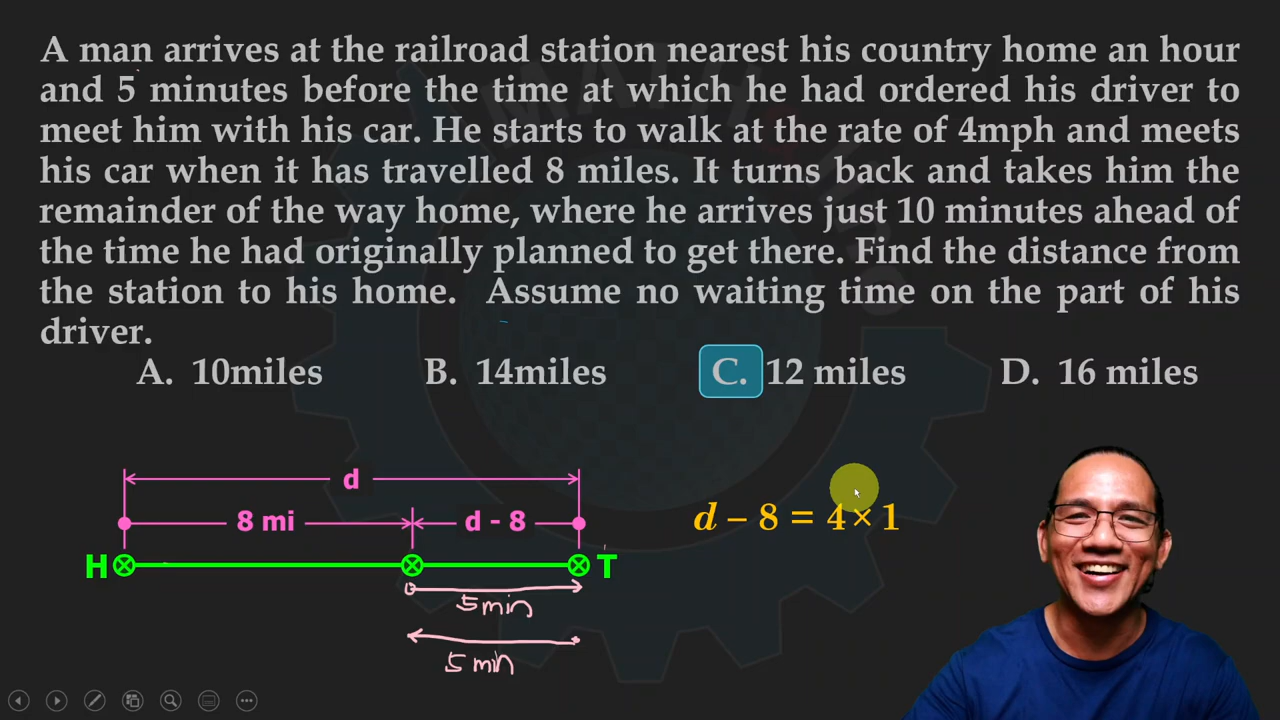 A man arrives at the railroad station nearest his country home an hour
and 5 minutes before the time at which he had ordered his driver to
meet him with his car. He starts to walk at the rate of 4mph and meets
his car when it has travelled 8 miles. It turns back and takes him the
remainder of the way home, where he arrives just 10 minutes ahead of
the time he had originally planned to get there. Find the distance from
the station to his home. Assume no waiting time on the part of his
driver.
A. 10miles B. 14miles C. 12 miles D. 16 miles
d
8 mi d - 8
d − 8 = 4 × 1
H T
5 min
5 min